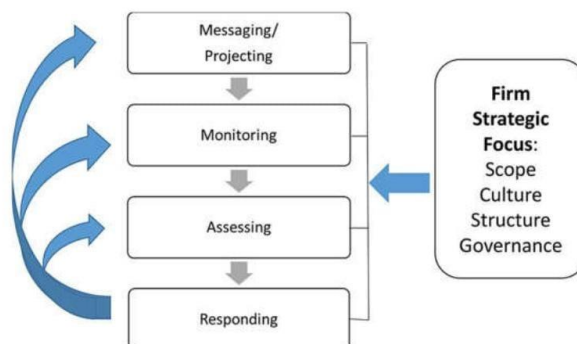 Messaging/
Projecting
Monitoring
Assessing
Responding
Firm
Strategic
Focus:
Scope
Culture
Structure
Governance